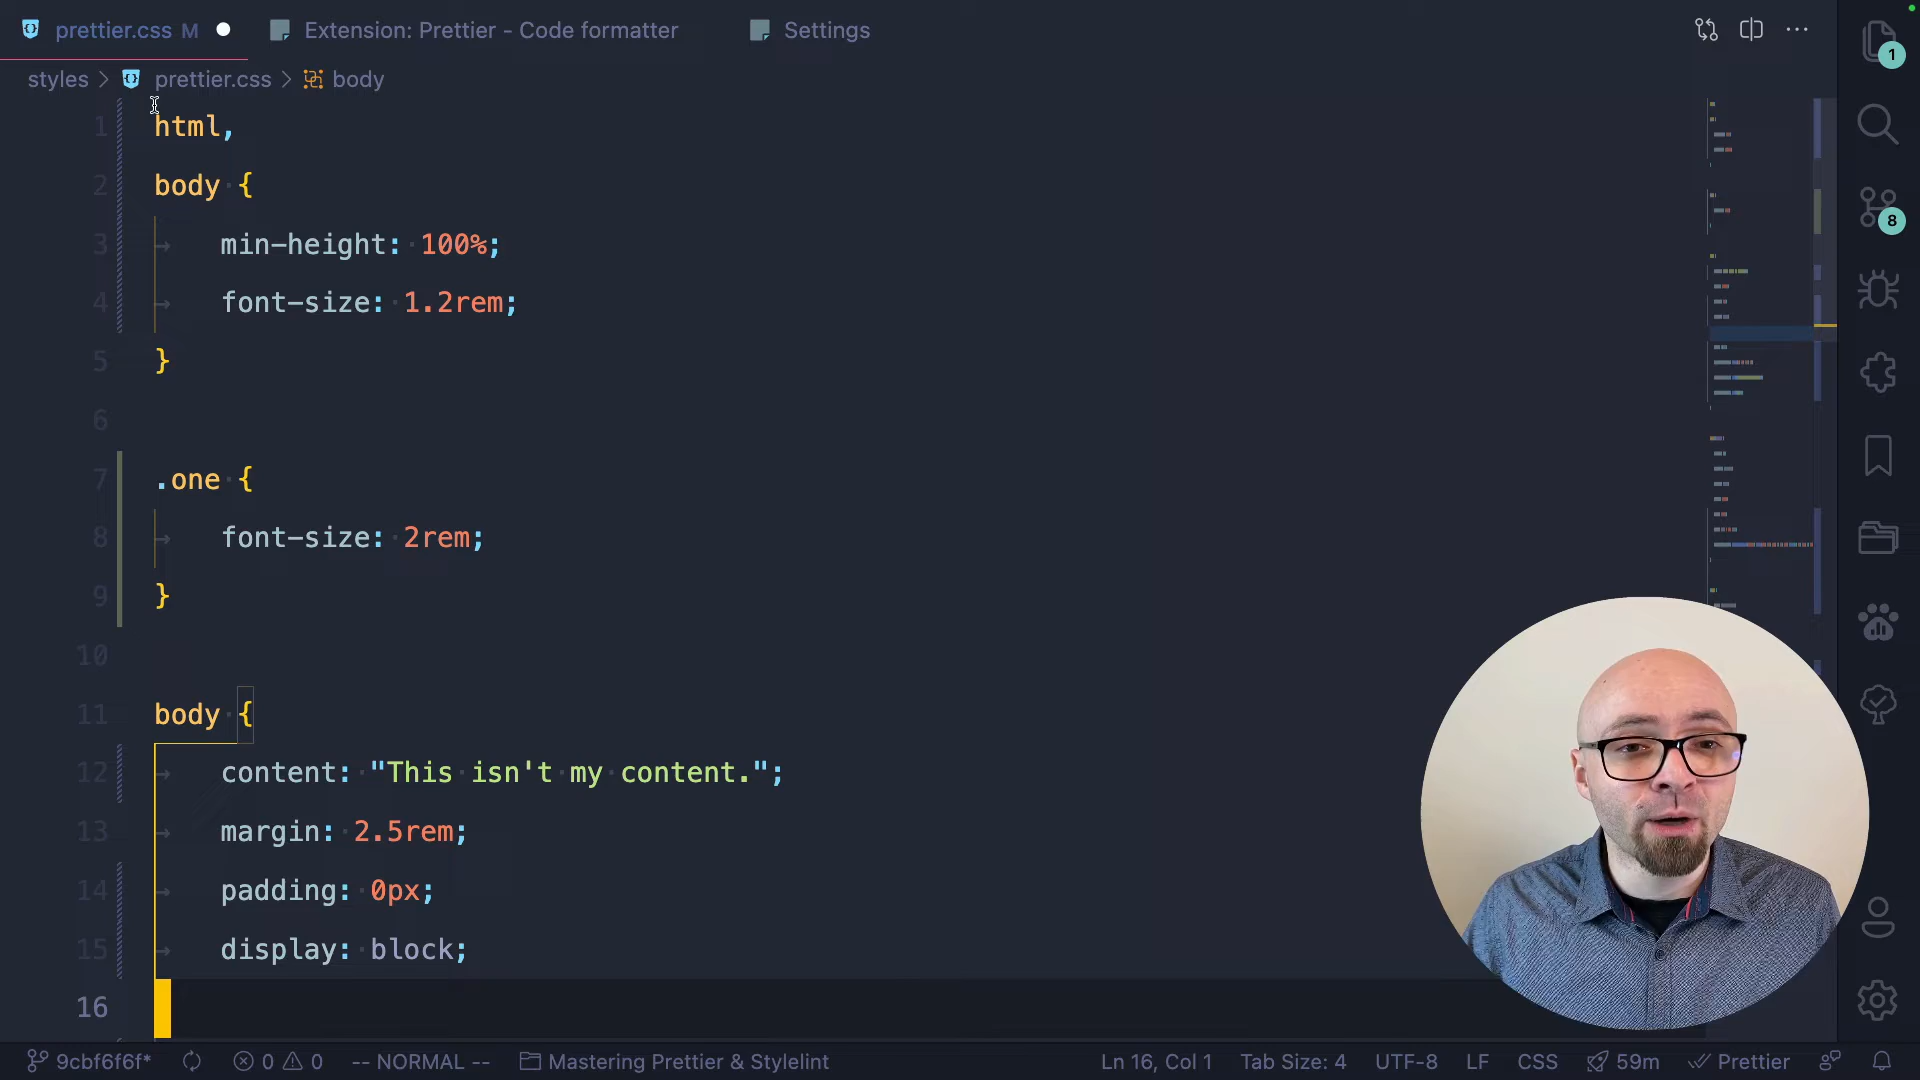 prettier.css M
Extension: Prettier - Code formatter
Settings
styles > prettier.css > body
1
1 html,
2 body {
3 min-height: 100%;
8
4 font-size: 1.2rem;
5 }
6
7 .one {
8 font-size: 2rem;
9 }
10
11 body {
12 content: "This isn't my content.";
13 margin: 2.5rem;
14 padding: 0px;
15 display: block;
16
9cbf6f6f* 0 0 -- NORMAL -- Mastering Prettier & Stylelint Ln 16, Col 1 Tab Size: 4 UTF-8 LF CSS 59m Prettier